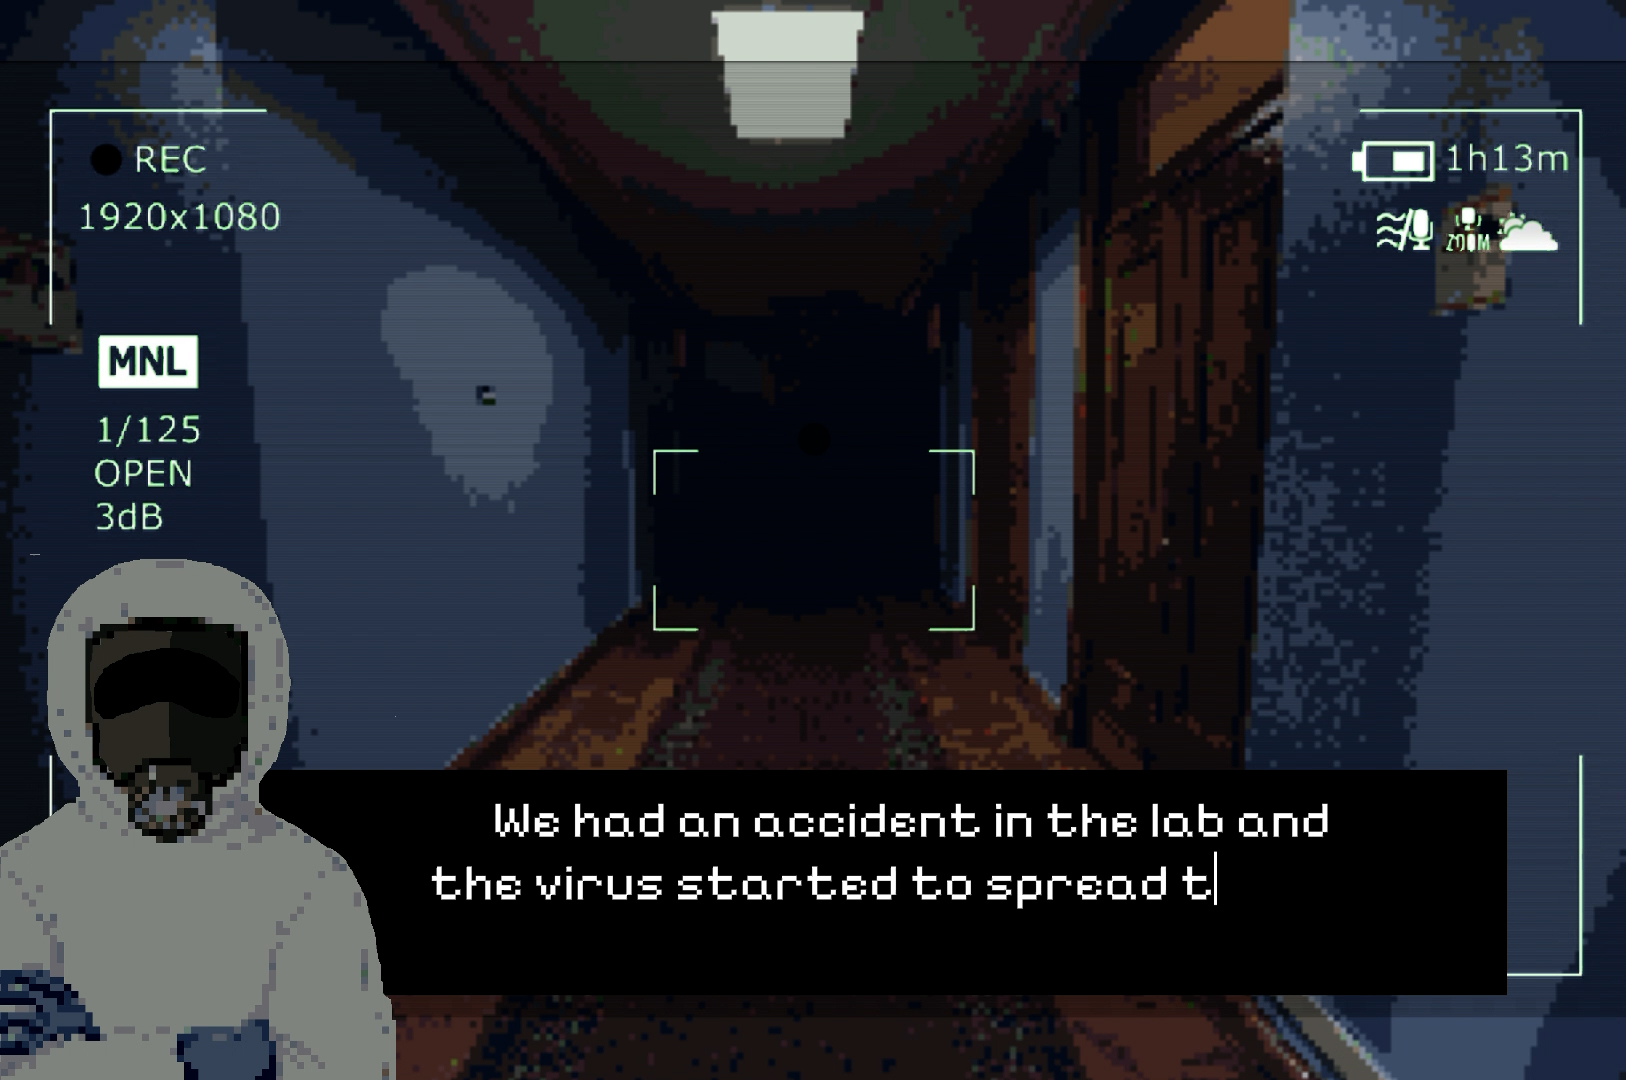 REC
1920x1080
1h13m
ZOOM
MNL
1/125
OPEN
3dB
We had an accident in the lab and
the virus started to spread t